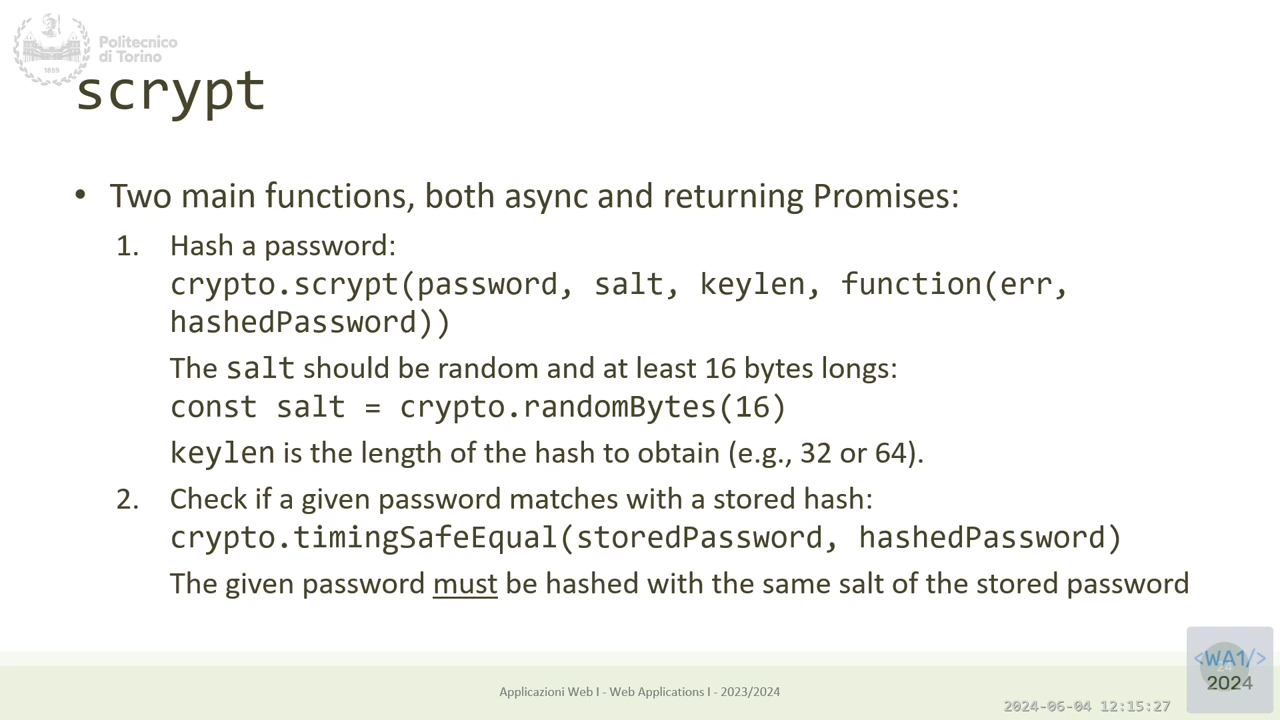 Politecnico
di Torino
1859
scrypt
• Two main functions, both async and returning Promises:
1. Hash a password:
crypto.scrypt(password, salt, keylen, function(err,
hashedPassword))
The salt should be random and at least 16 bytes longs:
const salt = crypto.randomBytes(16)
keylen is the length of the hash to obtain (e.g., 32 or 64).
2. Check if a given password matches with a stored hash:
crypto.timingSafeEqual(storedPassword, hashedPassword)
The given password must be hashed with the same salt of the stored password
<WA1/>
2024
Applicazioni Web I - Web Applications I - 2023/2024
2024-06-04 12:15:27